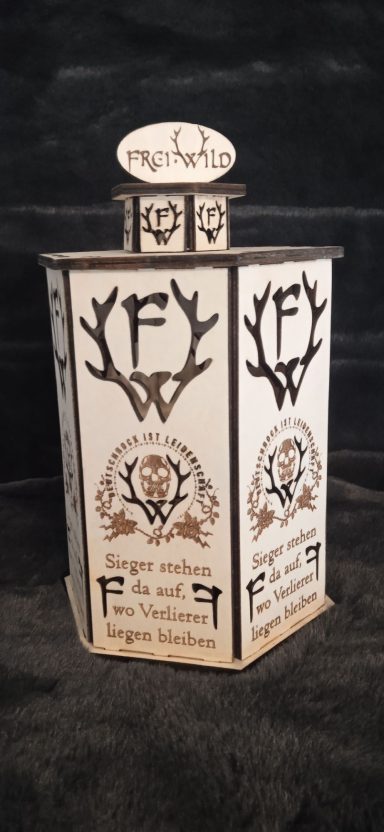 FREI·WILD
F
W
F
W
F
W
F
W
DEUTSCHROCK IST LEIDENSCHAFT
F
W
Sieger stehen
da auf,
wo Verlierer
liegen bleiben
F
F
DEUTSCHROCK IST LEIDENSCHAFT
F
W
Sieger stehen
da auf,
wo Verlierer
liegen bleiben
F
F